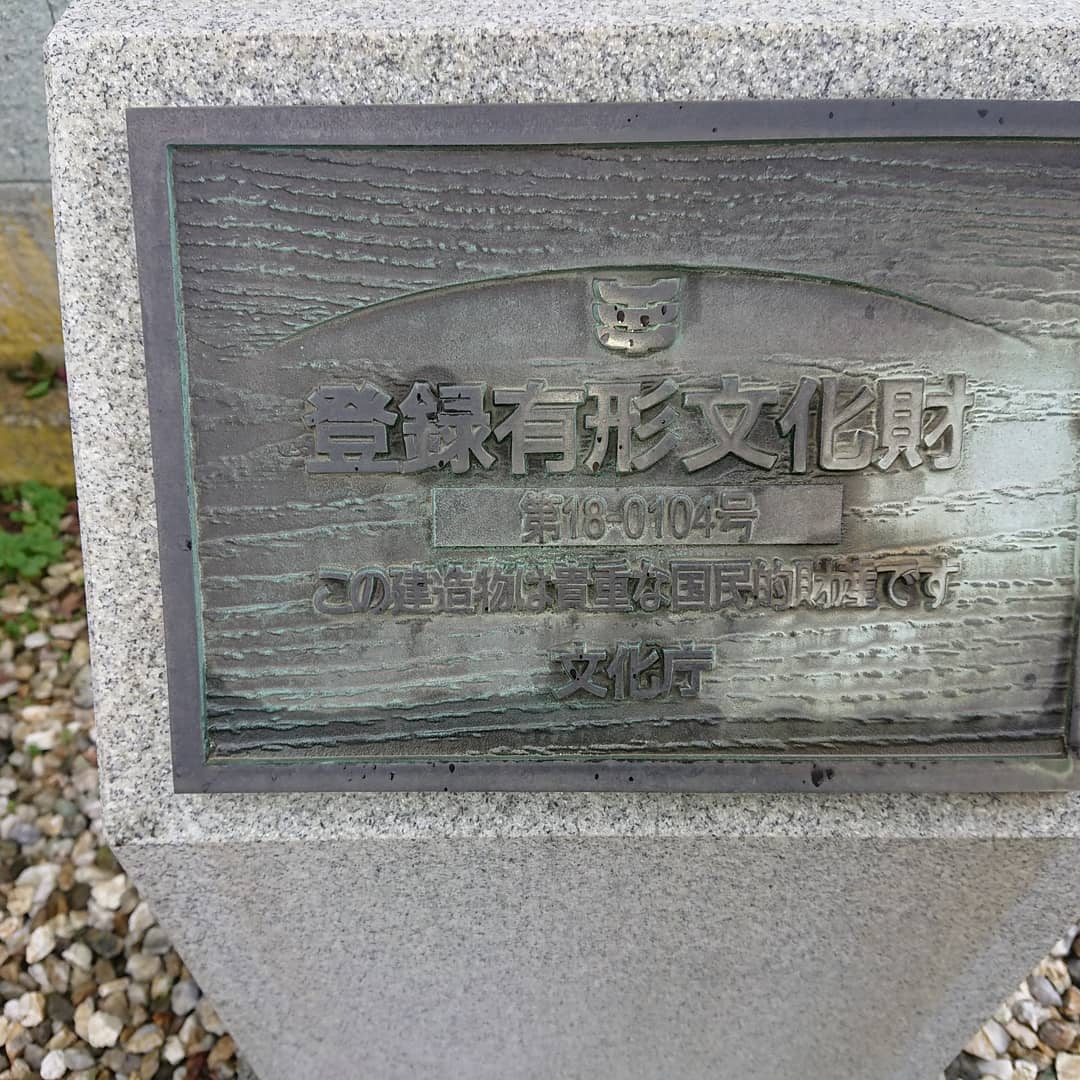 登録有形文化財
第18-0104号
この建造物は貴重な国民的財産です
文化庁